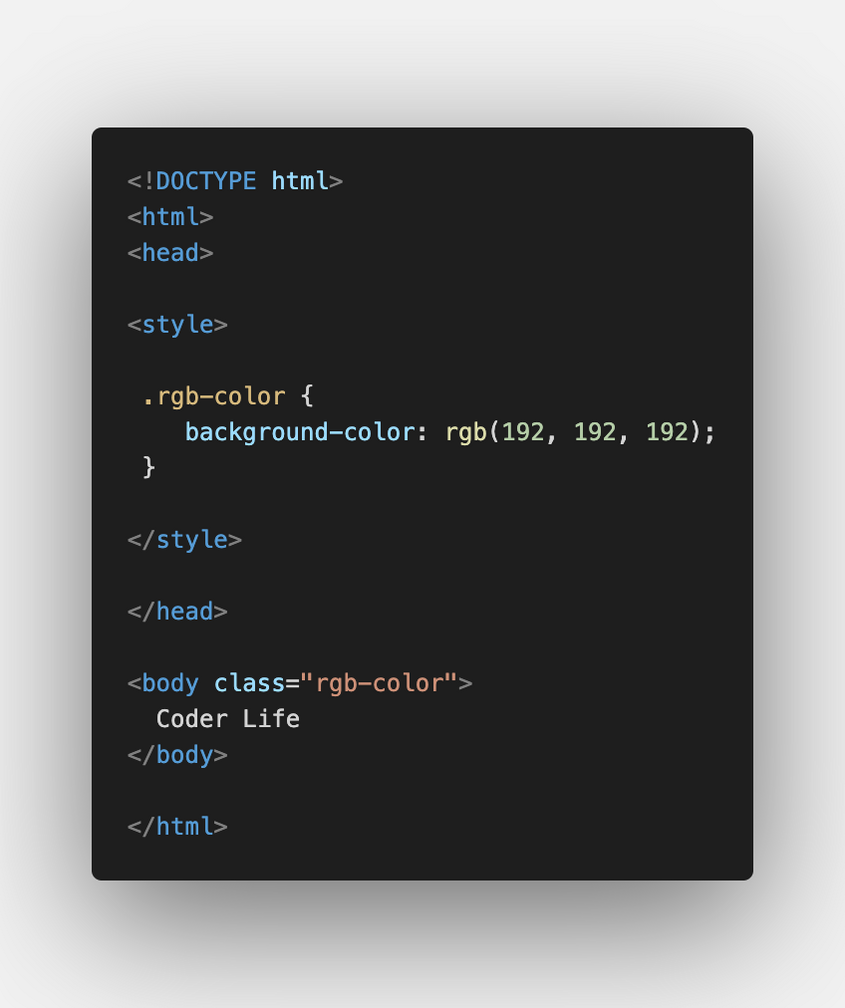 <!DOCTYPE html>
<html>
<head>
<style>
.rgb-color {
background-color: rgb(192, 192, 192);
}
</style>
</head>
<body class="rgb-color">
Coder Life
</body>
</html>